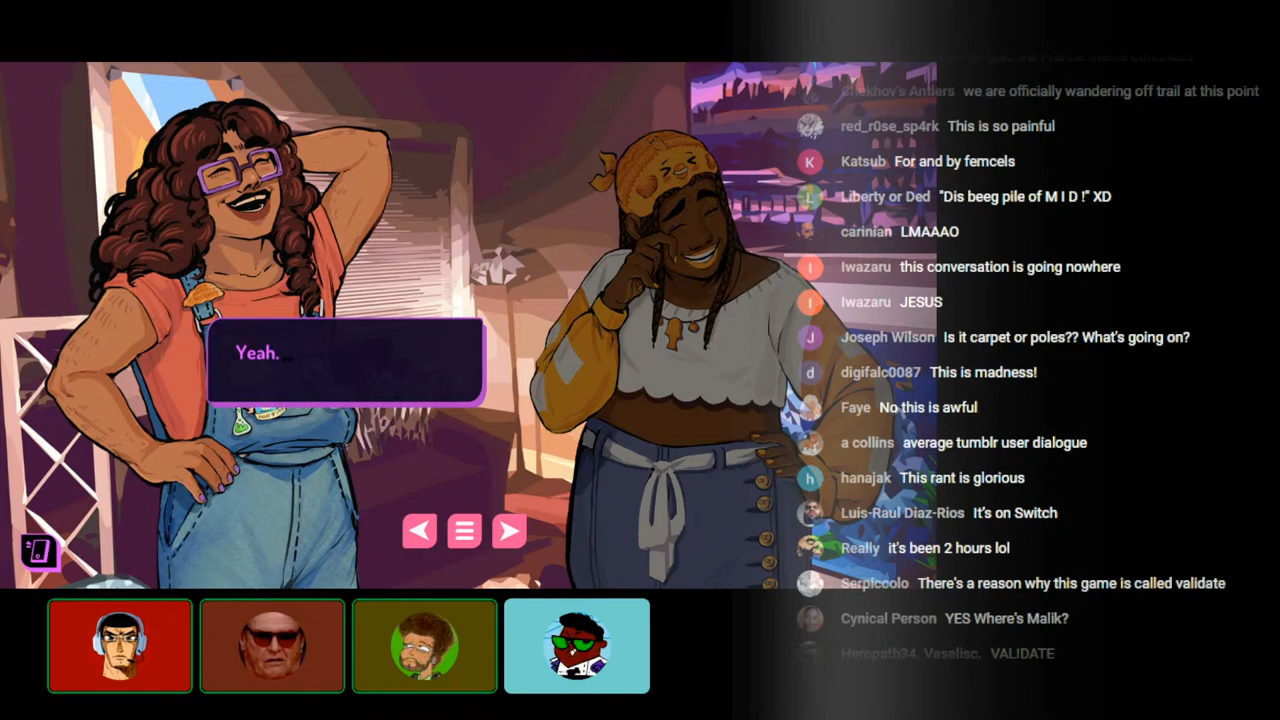 Yeah.
Chekhov's Antlers we are officially wandering off trail at this point
red_r0se_sp4rk This is so painful
K Katsub For and by femcels
L Liberty or Ded "Dis beeg pile of M I D !" XD
carinian LMAAAO
I Iwazaru this conversation is going nowhere
I Iwazaru JESUS
J Joseph Wilson Is it carpet or poles?? What's going on?
d digifalc0087 This is madness!
Faye No this is awful
a collins average tumblr user dialogue
h hanajak This rant is glorious
Luis-Raul Diaz-Rios It's on Switch
Really it's been 2 hours lol
Serpiccolo There's a reason why this game is called validate
Cynical Person YES Where's Malik?
Heropath34. Vaselisc. VALIDATE